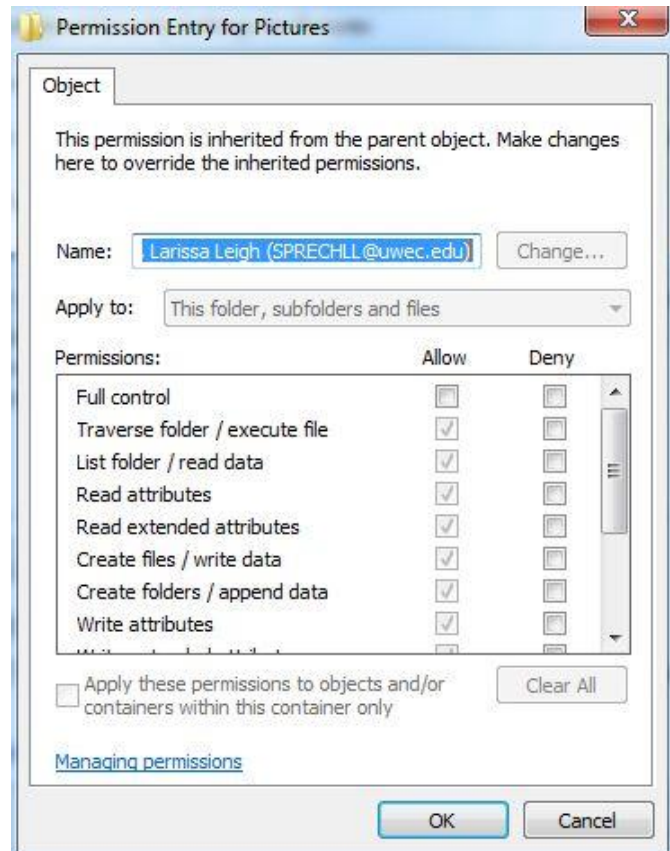 Permission Entry for Pictures
Object
This permission is inherited from the parent object. Make changes
here to override the inherited permissions.
Name: , Larissa Leigh (SPRECHLL@uwec.edu) Change...
Apply to: This folder, subfolders and files
Permissions: Allow Deny
Full control
Traverse folder / execute file
List folder / read data
Read attributes
Read extended attributes
Create files / write data
Create folders / append data
Write attributes
Apply these permissions to objects and/or
containers within this container only
Clear All
Managing permissions
OK Cancel